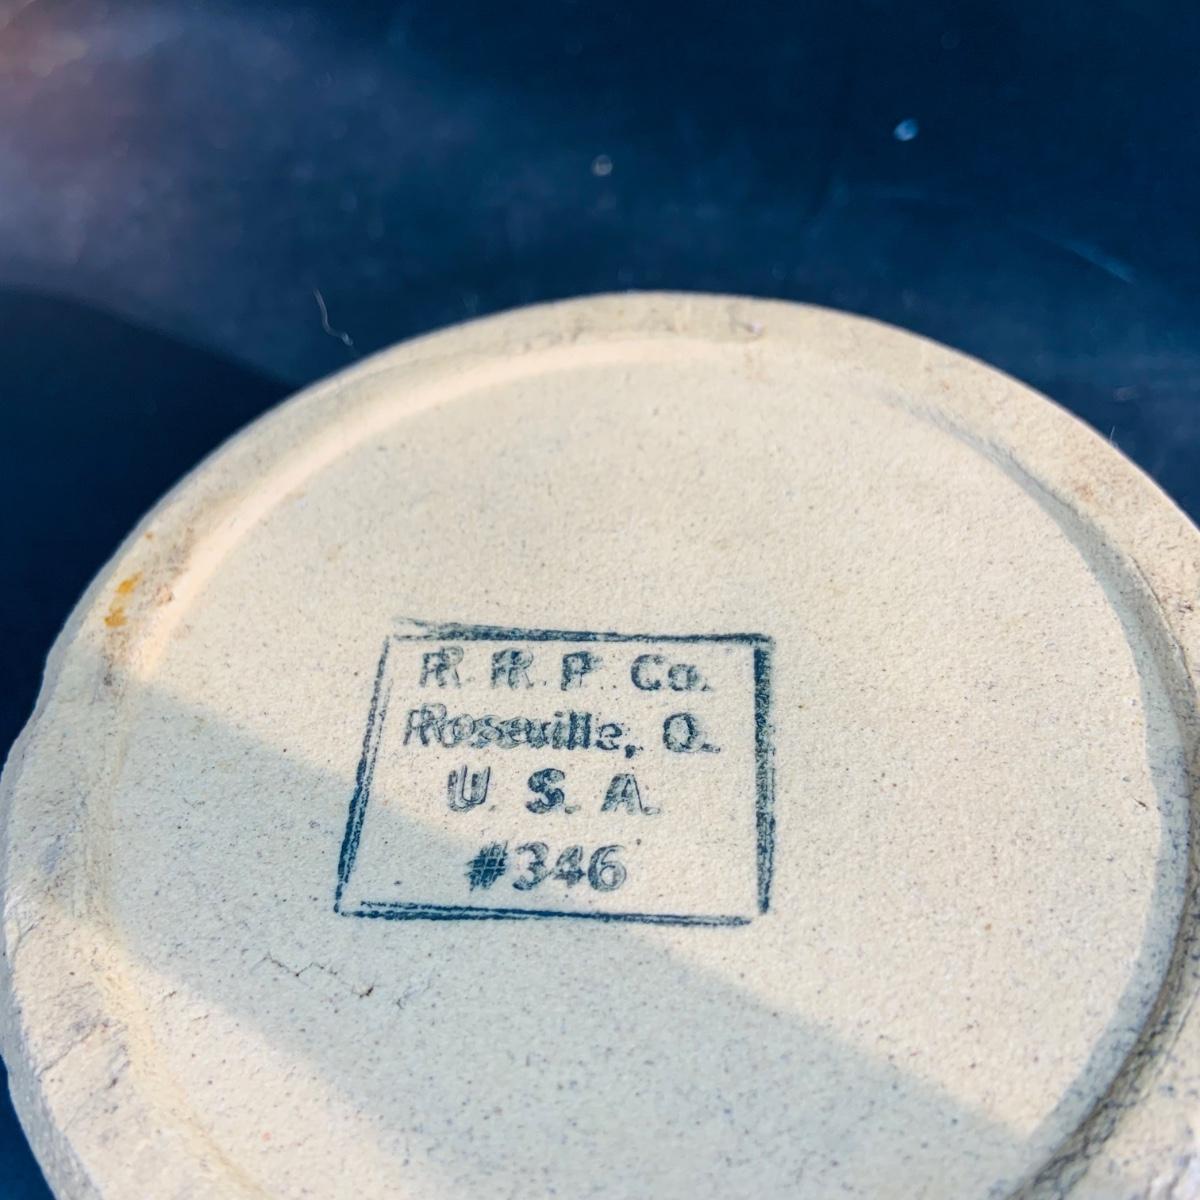 R. R. P. Co.
Roseville, O.
U. S. A.
#346